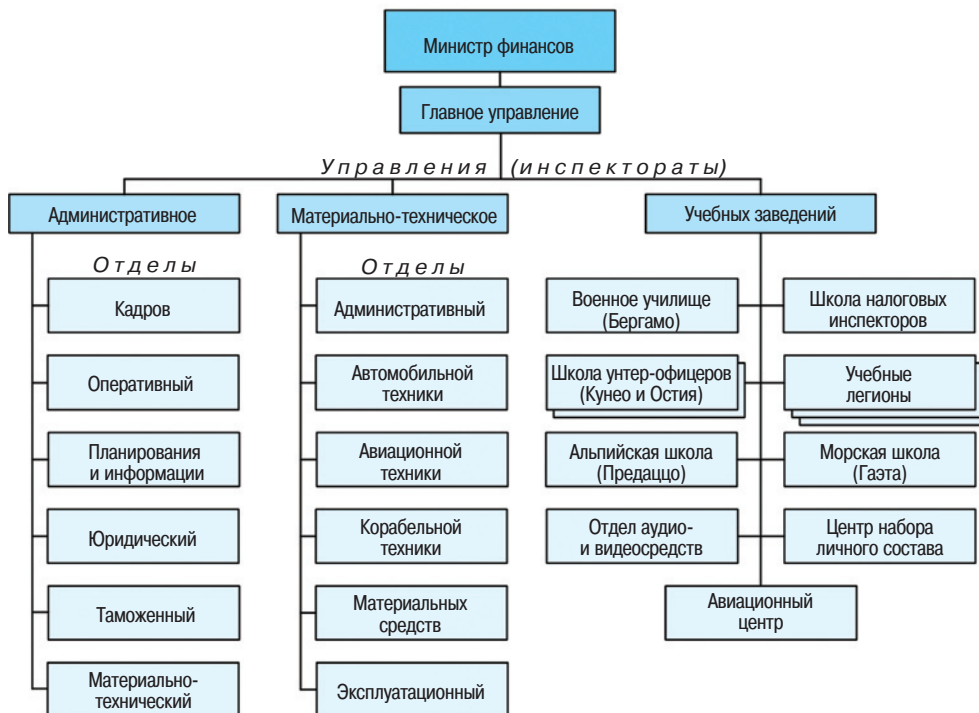 Министр финансов
Главное управление
Управления (инспектораты)
Административное
Материально-техническое
Учебных заведений
Отделы
Кадров
Оперативный
Планирования
и информации
Юридический
Таможенный
Материально-
технический
Отделы
Административный
Автомобильной
техники
Авиационной
техники
Корабельной
техники
Материальных
средств
Эксплуатационный
Военное училище
(Бергамо)
Школа налоговых
инспекторов
Школа унтер-офицеров
(Кунео и Остия)
Учебные
легионы
Альпийская школа
(Предаццо)
Морская школа
(Гаэта)
Отдел аудио-
и видеосредств
Центр набора
личного состава
Авиационный
центр